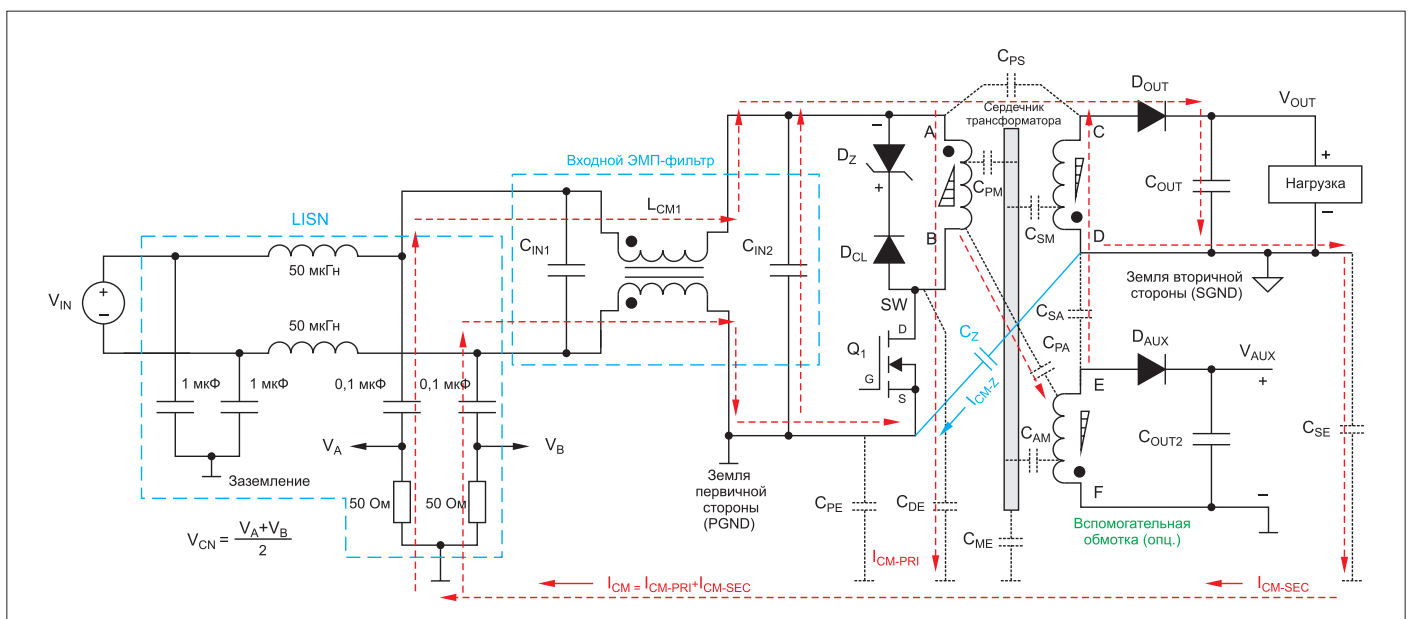 C_PS
Сердечник
трансформатора
D_OUT
V_OUT
A
C
Входной ЭМП-фильтр
D_Z
−
+
C_PM
C_OUT
+
Нагрузка
−
L_CM1
LISN
C_SM
B
D
C_IN1
C_IN2
D_CL
50 мкГн
V_IN
+
−
SW
Земля вторичной
стороны (SGND)
C_SA
50 мкГн
C_Z
C_PA
D_AUX
V_AUX
+
Q_1
D
G
S
I_CM-Z
E
1 мкФ
1 мкФ
0,1 мкФ
0,1 мкФ
V_A
V_B
C_AM
C_OUT2
C_SE
Заземление
Земля
первичной
стороны
(PGND)
F
−
50 Ом
50 Ом
C_PE
C_DE
Вспомогательная
обмотка (опц.)
V_CN = (V_A+V_B)/2
C_ME
I_CM-PRI
I_CM = I_CM-PRI+I_CM-SEC
I_CM-SEC